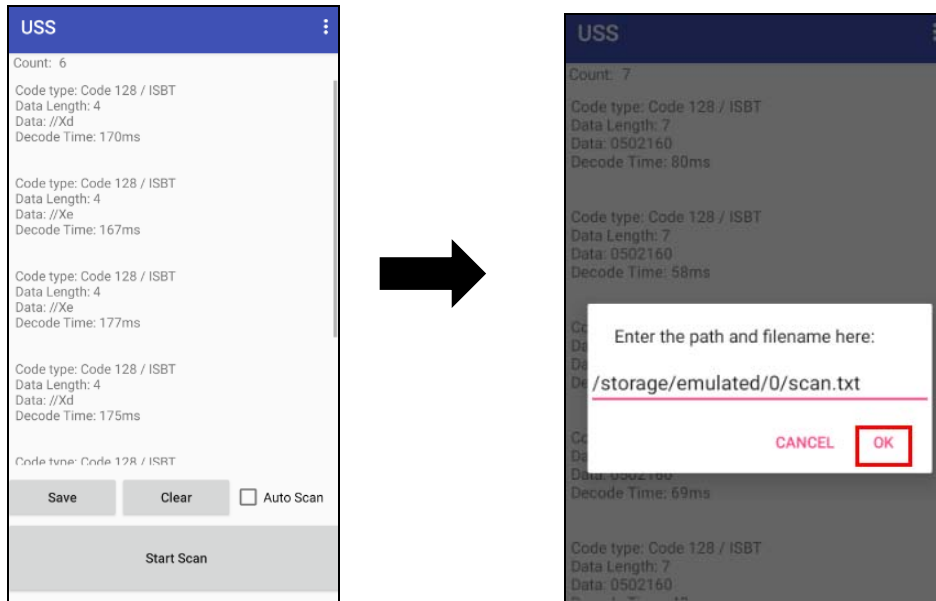 USS
Count: 6
Code type: Code 128 / ISBT
Data Length: 4
Data: //Xd
Decode Time: 170ms
Code type: Code 128 / ISBT
Data Length: 4
Data: //Xe
Decode Time: 167ms
Code type: Code 128 / ISBT
Data Length: 4
Data: //Xe
Decode Time: 177ms
Code type: Code 128 / ISBT
Data Length: 4
Data: //Xd
Decode Time: 175ms
Code type: Code 128 / ISBT
Save Clear Auto Scan
Start Scan
USS
Count: 7
Code type: Code 128 / ISBT
Data Length: 7
Data: 0502160
Decode Time: 80ms
Code type: Code 128 / ISBT
Data Length: 7
Data: 0502160
Decode Time: 58ms
Enter the path and filename here:
/storage/emulated/0/scan.txt
CANCEL OK
Data: 0502160
Decode Time: 69ms
Code type: Code 128 / ISBT
Data Length: 7
Data: 0502160